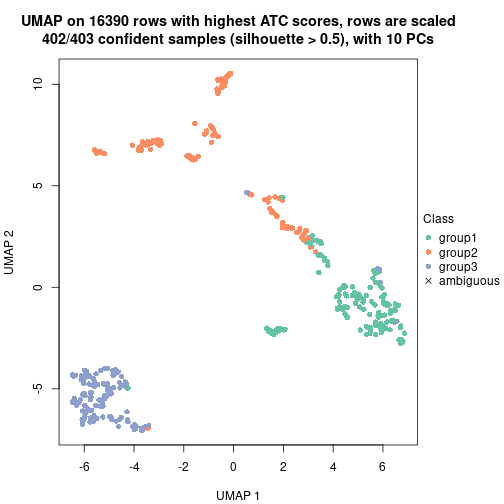 UMAP on 16390 rows with highest ATC scores, rows are scaled
402/403 confident samples (silhouette > 0.5), with 10 PCs
10
5
0
-5
UMAP 2
-6
-4
-2
0
2
4
6
UMAP 1
Class
group1
group2
group3
ambiguous